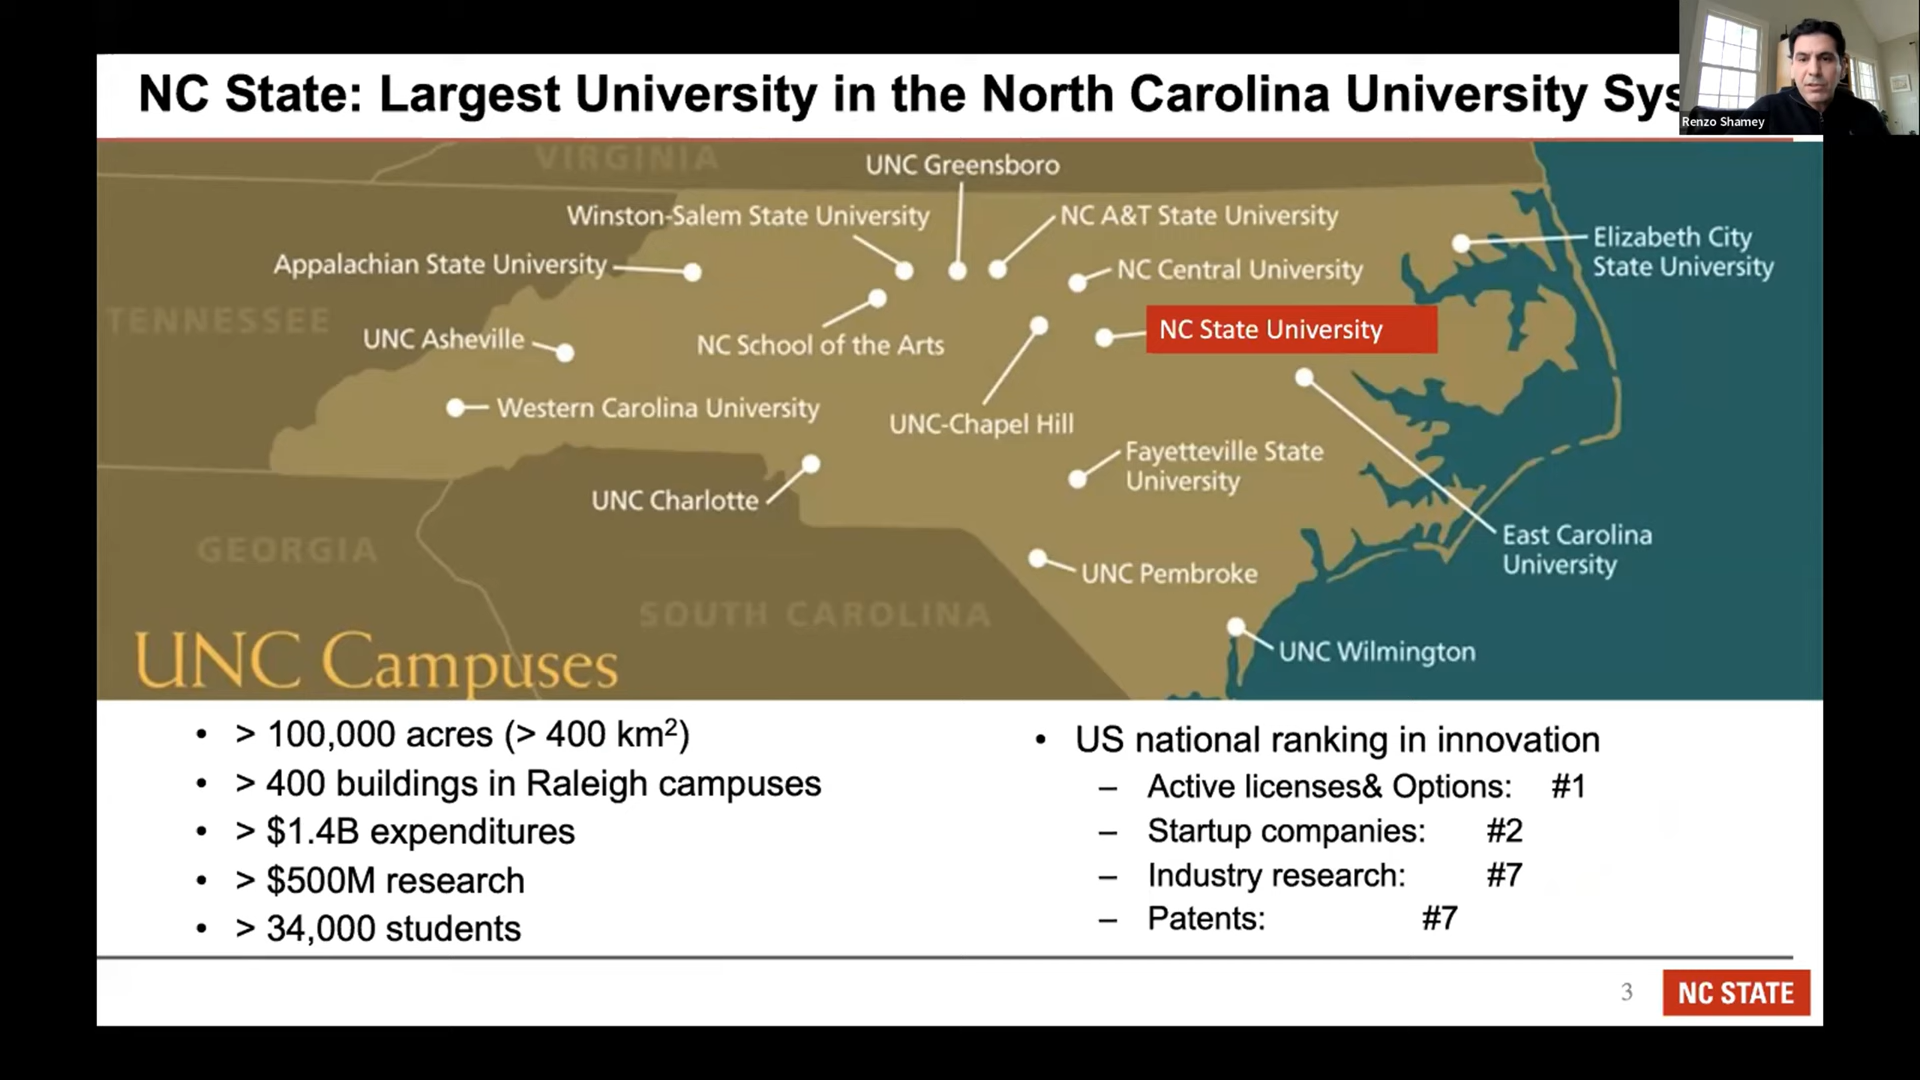 NC State: Largest University in the North Carolina University Sys
Renzo Shamey
VIRGINIA
UNC Greensboro
Winston-Salem State University
NC A&T State University
Appalachian State University
NC Central University
Elizabeth City
State University
TENNESSEE
UNC Asheville
NC School of the Arts
NC State University
Western Carolina University
UNC-Chapel Hill
Fayetteville State
University
UNC Charlotte
East Carolina
University
GEORGIA
UNC Pembroke
SOUTH CAROLINA
UNC Wilmington
UNC Campuses
• > 100,000 acres (> 400 km²)
• > 400 buildings in Raleigh campuses
• > $1.4B expenditures
• > $500M research
• > 34,000 students
• US national ranking in innovation
– Active licenses& Options: #1
– Startup companies: #2
– Industry research: #7
– Patents: #7
3
NC STATE